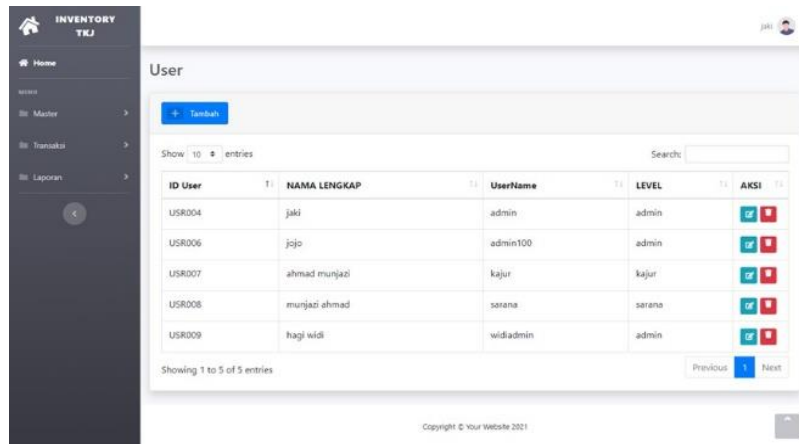 INVENTORY
TKJ
jaki
Home
User
MENU
Master
Tambah
Transaksi
Show 10 entries
Search:
Laporan
ID User NAMA LENGKAP UserName LEVEL AKSI
USR004 jaki admin admin
USR006 jojo admin100 admin
USR007 ahmad munjazi kajur kajur
USR008 munjazi ahmad sarana sarana
USR009 hagi widi widiadmin admin
Showing 1 to 5 of 5 entries
Previous 1 Next
Copyright © Your Website 2021